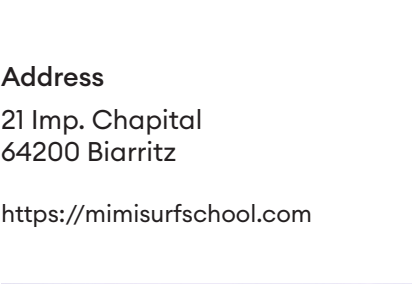 Address
21 Imp. Chapital
64200 Biarritz
https://mimisurfschool.com